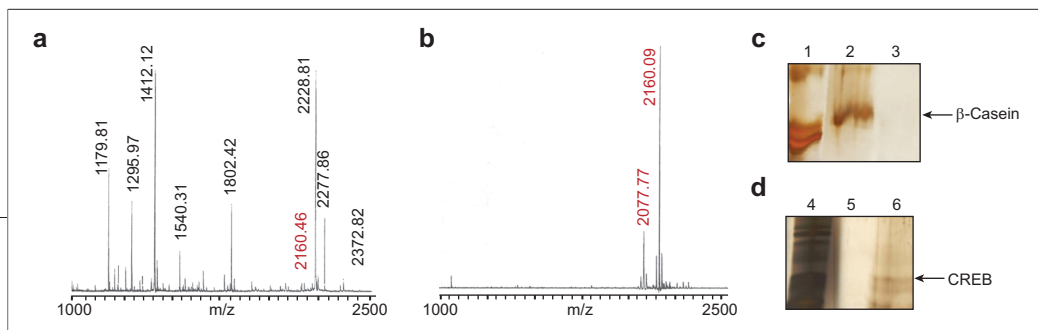 a
1179.81
1295.97
1412.12
1540.31
1802.42
2160.46
2228.81
2277.86
2372.82
1000 m/z 2500
b
2077.77
2160.09
1000 m/z 2500
c
1 2 3
β-Casein
d
4 5 6
CREB